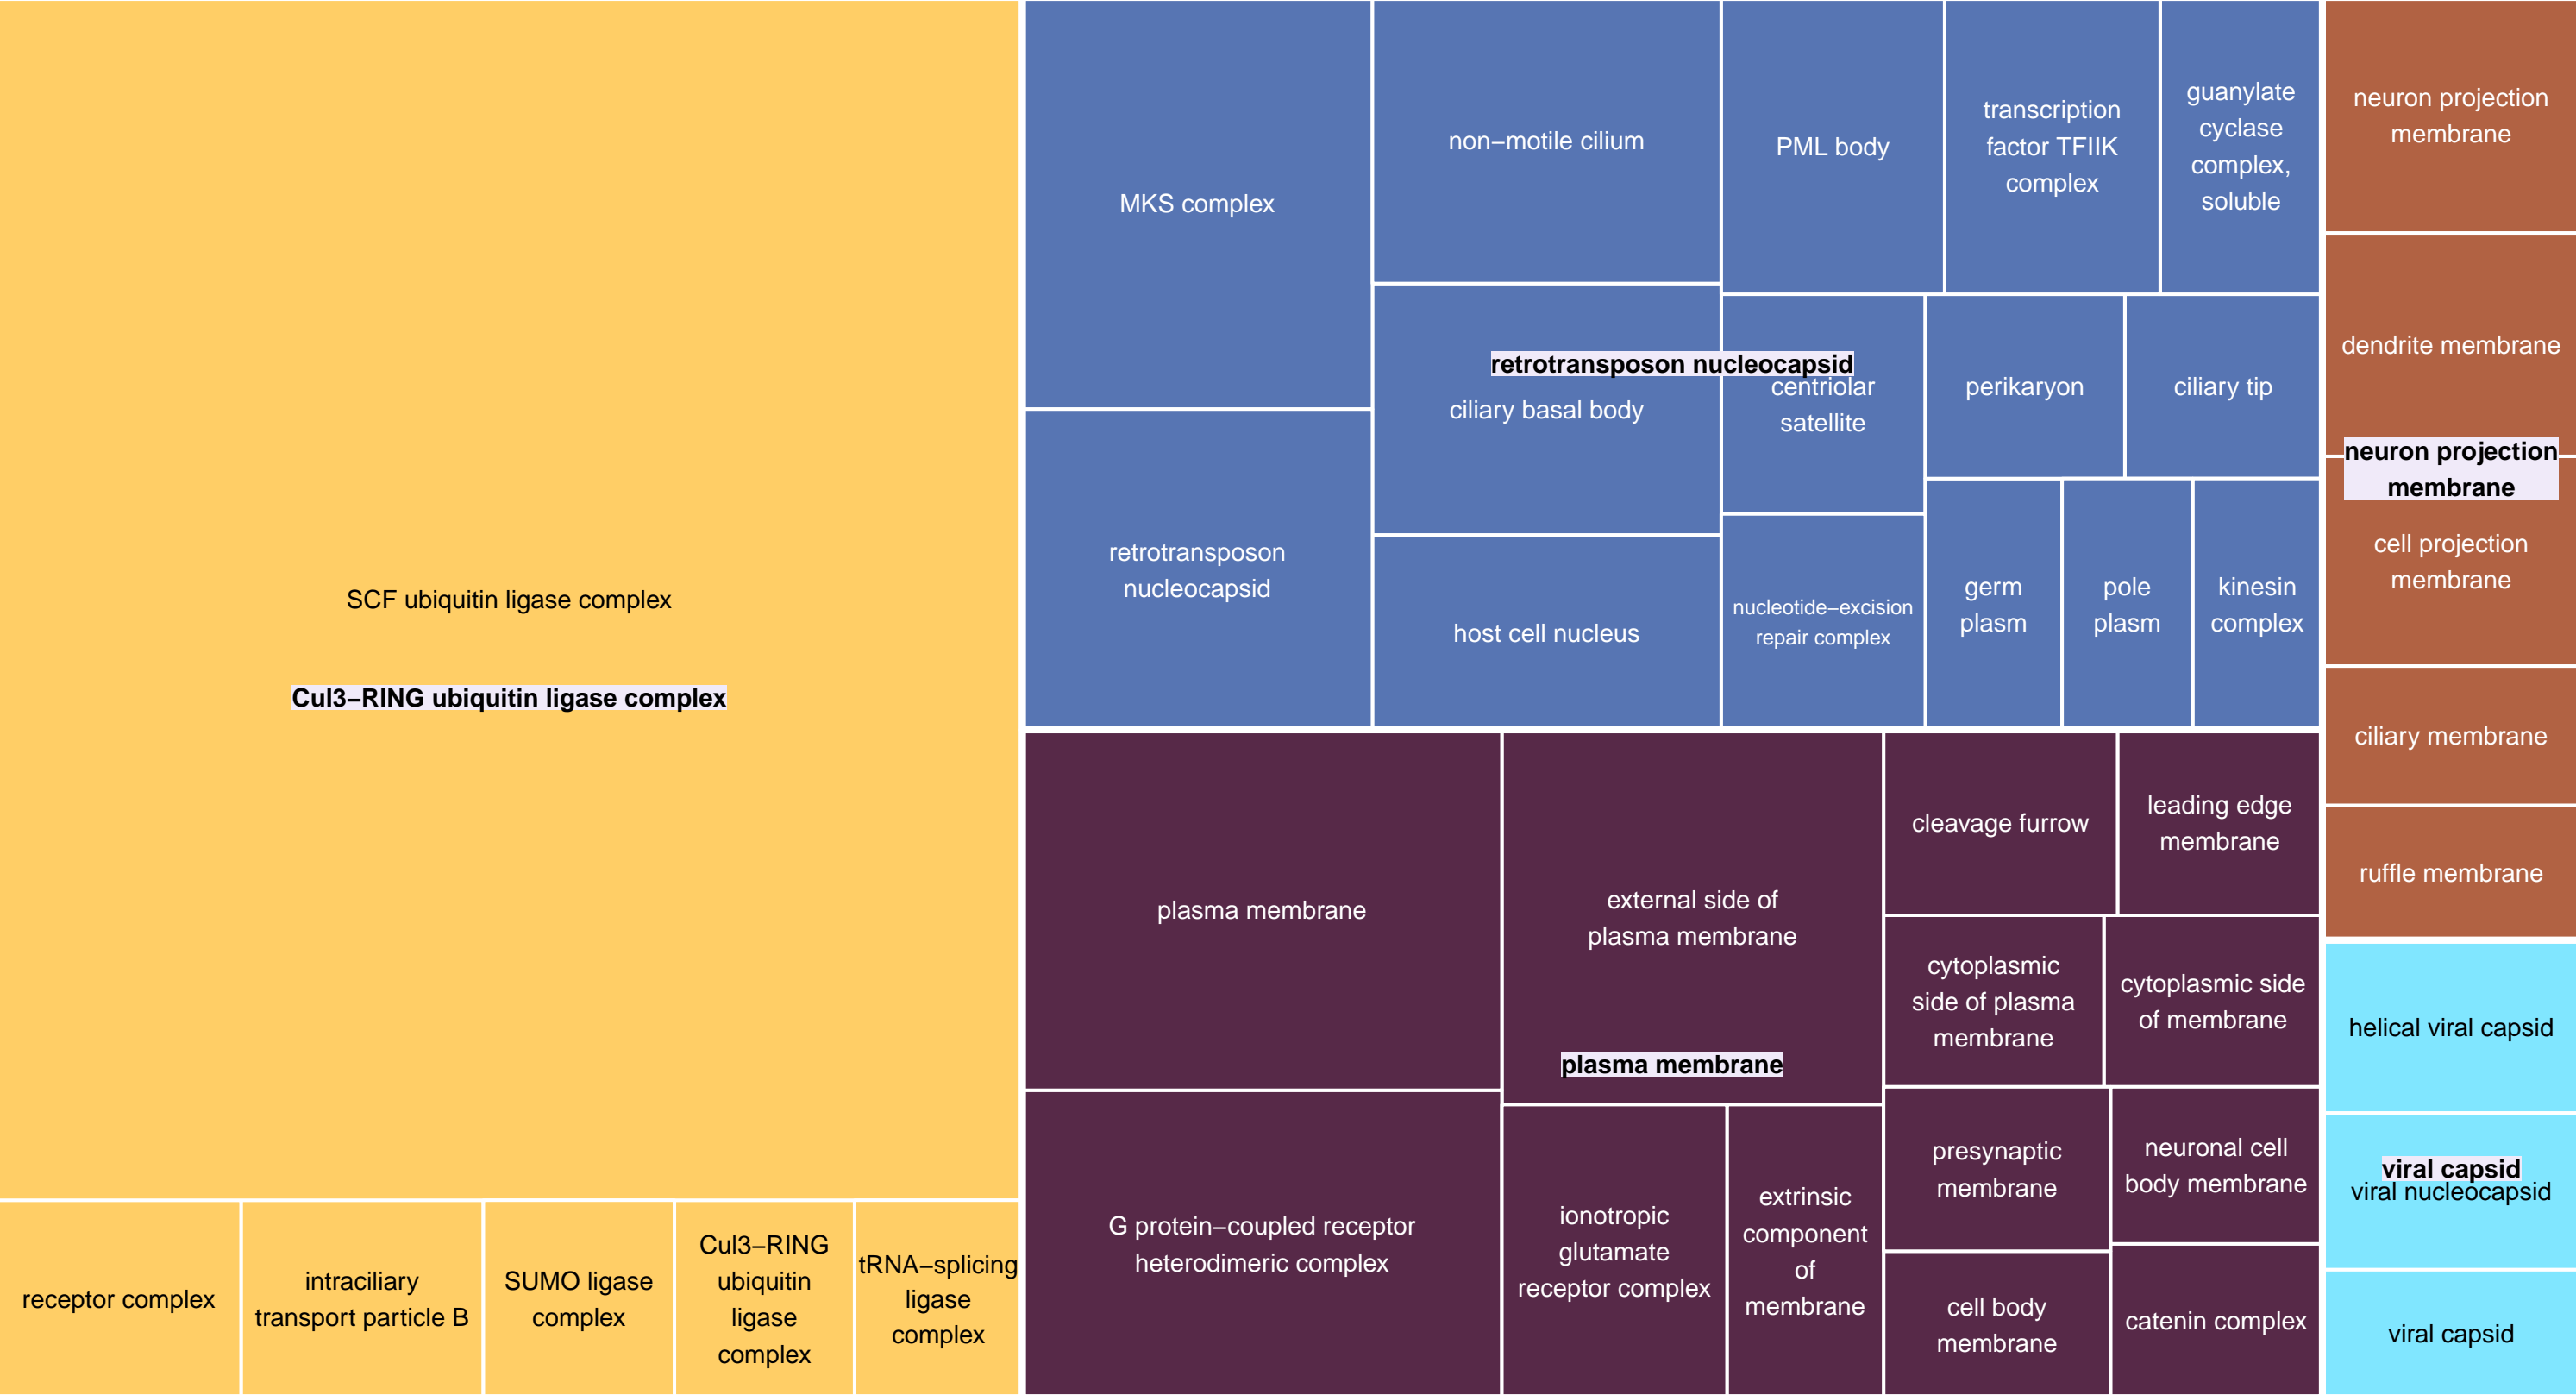 SCF ubiquitin ligase complex
Cul3−RING ubiquitin ligase complex
receptor complex
intraciliary
transport particle B
SUMO ligase
complex
Cul3−RING
ubiquitin
ligase
complex
tRNA−splicing
ligase
complex
MKS complex
retrotransposon
nucleocapsid
non−motile cilium
retrotransposon nucleocapsid
ciliary basal body
host cell nucleus
PML body
transcription
factor TFIIK
complex
guanylate
cyclase
complex,
soluble
centriolar
satellite
perikaryon
ciliary tip
nucleotide−excision
repair complex
germ
plasm
pole
plasm
kinesin
complex
plasma membrane
G protein−coupled receptor
heterodimeric complex
external side of
plasma membrane
plasma membrane
ionotropic
glutamate
receptor complex
extrinsic
component
of
membrane
cleavage furrow
leading edge
membrane
cytoplasmic
side of plasma
membrane
cytoplasmic side
of membrane
presynaptic
membrane
neuronal cell
body membrane
cell body
membrane
catenin complex
neuron projection
membrane
dendrite membrane
neuron projection
membrane
cell projection
membrane
ciliary membrane
ruffle membrane
helical viral capsid
viral capsid
viral nucleocapsid
viral capsid